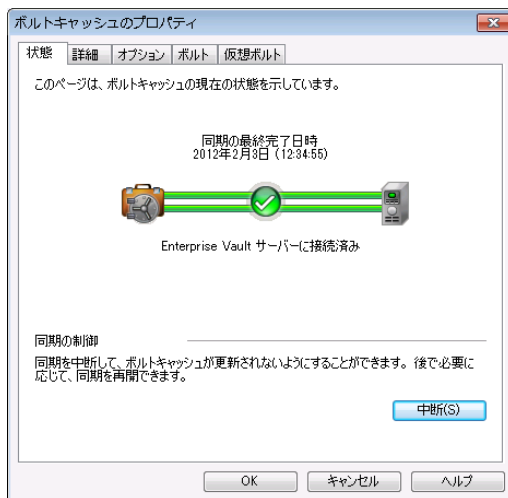 ボルトキャッシュのプロパティ
状態 詳細 オプション ボルト 仮想ボルト
このページは、ボルトキャッシュの現在の状態を示しています。
同期の最終完了日時
2012年2月3日 (12:34:55)
Enterprise Vault サーバーに接続済み
同期の制御
同期を中断して、ボルトキャッシュが更新されないようにすることができます。後で必要に
応じて、同期を再開できます。
中断(S)
OK キャンセル ヘルプ